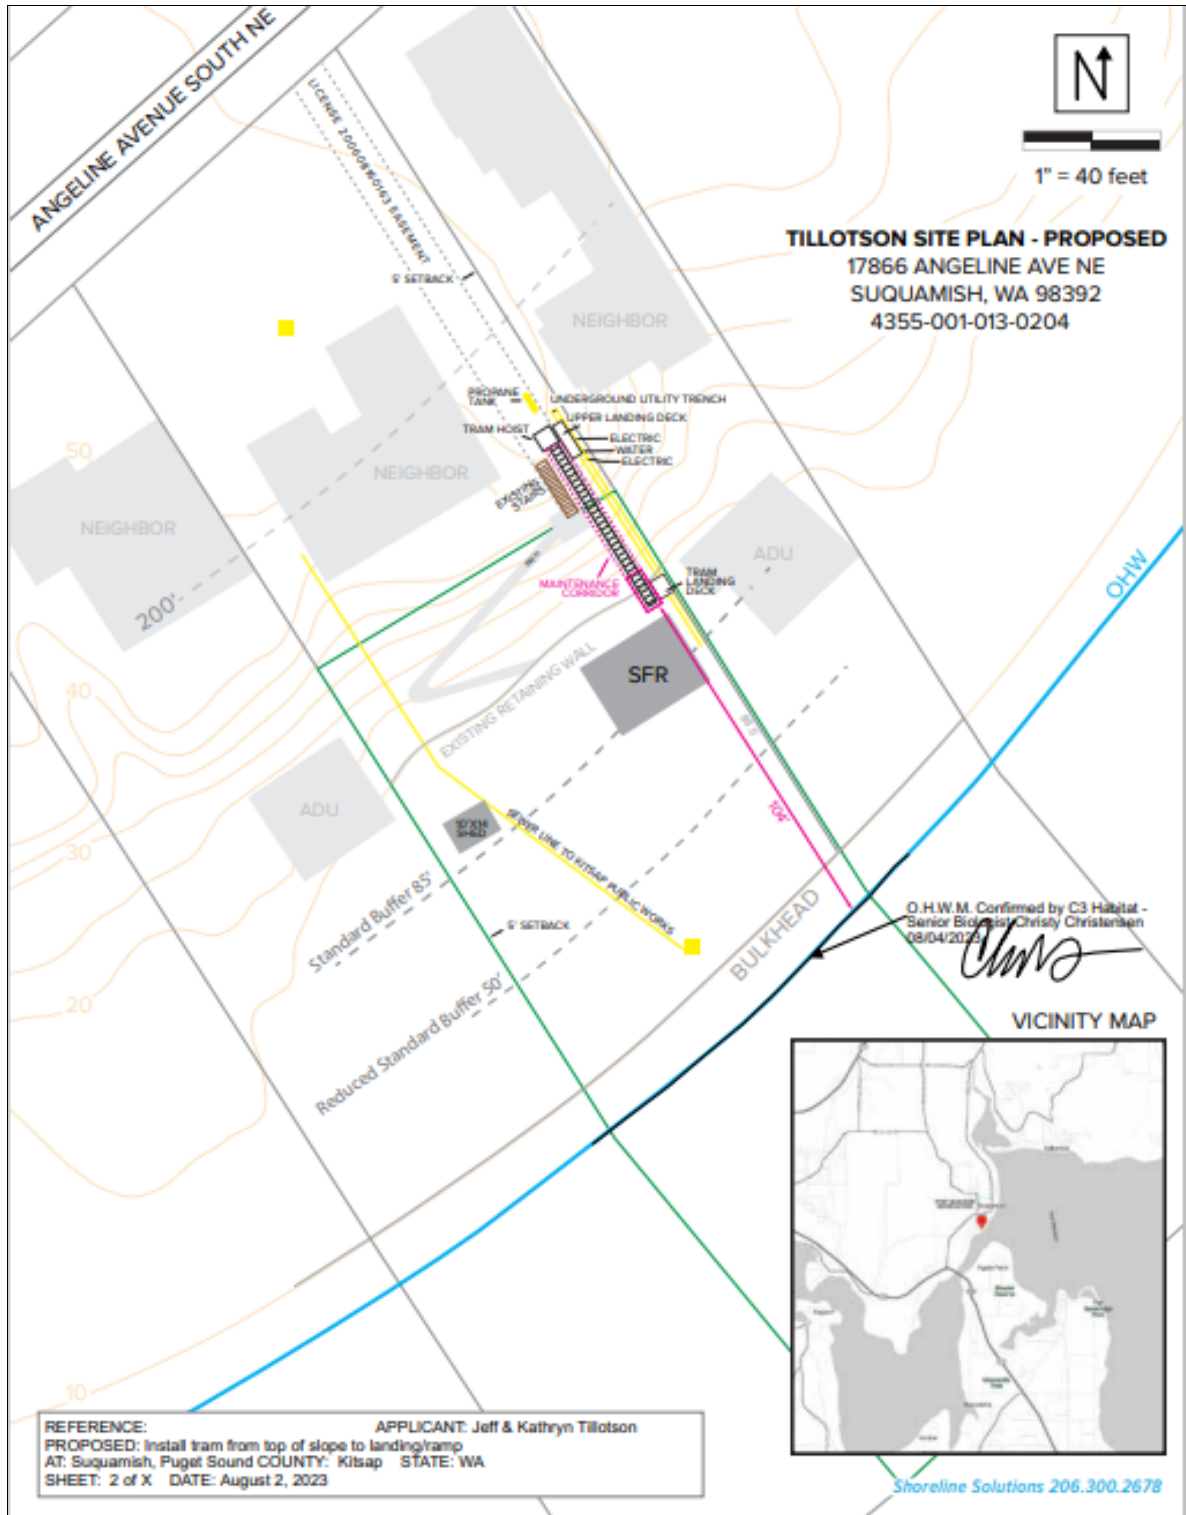 ANGELINE AVENUE SOUTH NE
LICENSE 200608160163 EASEMENT
N
1" = 40 feet
TILLOTSON SITE PLAN - PROPOSED
17866 ANGELINE AVE NE
SUQUAMISH, WA 98392
4355-001-013-0204
5' SETBACK
NEIGHBOR
PROPANE
TANK
UNDERGROUND UTILITY TRENCH
UPPER LANDING DECK
TRAM HOIST
ELECTRIC
WATER
ELECTRIC
50
NEIGHBOR
EXISTING
STAIRS
NEIGHBOR
ADU
OHW
MAINTENANCE
CORRIDOR
TRAM
LANDING
DECK
200'
SFR
40
EXISTING RETAINING WALL
ADU
104'
10'X14'
SHED
SEWER LINE TO KITSAP PUBLIC WORKS
30
Standard Buffer 85'
5' SETBACK
BULKHEAD
O.H.W.M. Confirmed by C3 Habitat -
Senior Biologist Christy Christensen
08/04/2023
20
Reduced Standard Buffer 50'
VICINITY MAP
10
REFERENCE: APPLICANT: Jeff & Kathryn Tillotson
PROPOSED: Install tram from top of slope to landing/ramp
AT: Suquamish, Puget Sound COUNTY: Kitsap STATE: WA
SHEET: 2 of X DATE: August 2, 2023
Shoreline Solutions 206.300.2678